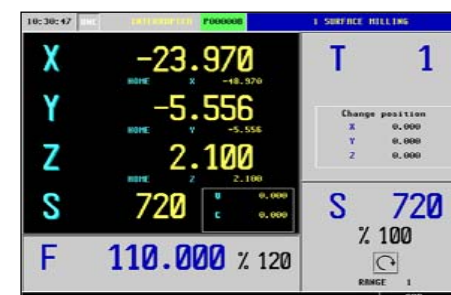 10:30:47 DNC INTERRUPTED P000008 1 SURFACE MILLING
X -23.970
HOME X -48.970
Y -5.556
HOME Y -5.556
Z 2.100
HOME Z 2.100
S 720
U 0.000
C 0.000
F 110.000 % 120
T 1
Change position
X 0.000
Y 0.000
Z 0.000
S 720
% 100
RANGE 1